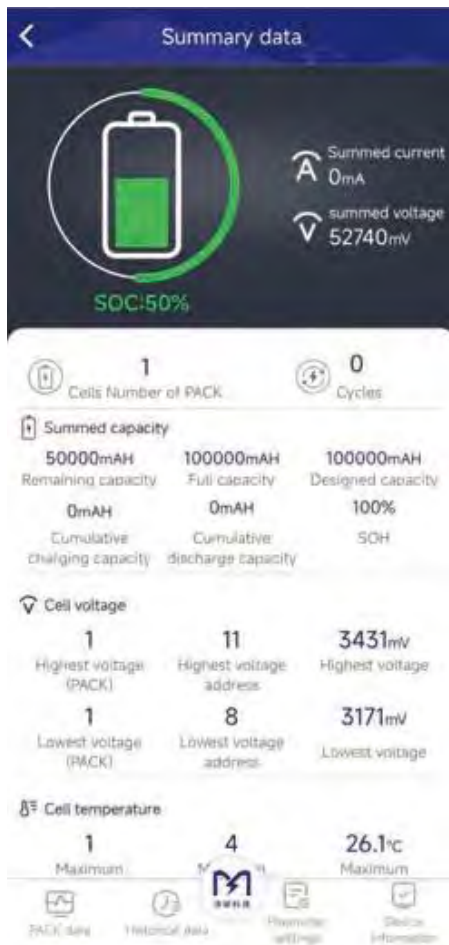 Summary data
Summed current
0mA
summed voltage
52740mV
SOC:50%
1
Cells Number of PACK
0
Cycles
Summed capacity
50000mAH 100000mAH 100000mAH
Remaining capacity Full capacity Designed capacity
0mAH 0mAH 100%
Cumulative Cumulative SOH
charging capacity discharge capacity
Cell voltage
1 11 3431mV
Highest voltage Highest voltage Highest voltage
(PACK) address
1 8 3171mV
Lowest voltage Lowest voltage Lowest voltage
(PACK) address
Cell temperature
1 4 26.1℃
Maximum Maximum
PACK data Historical data Parameter Device
settings Information